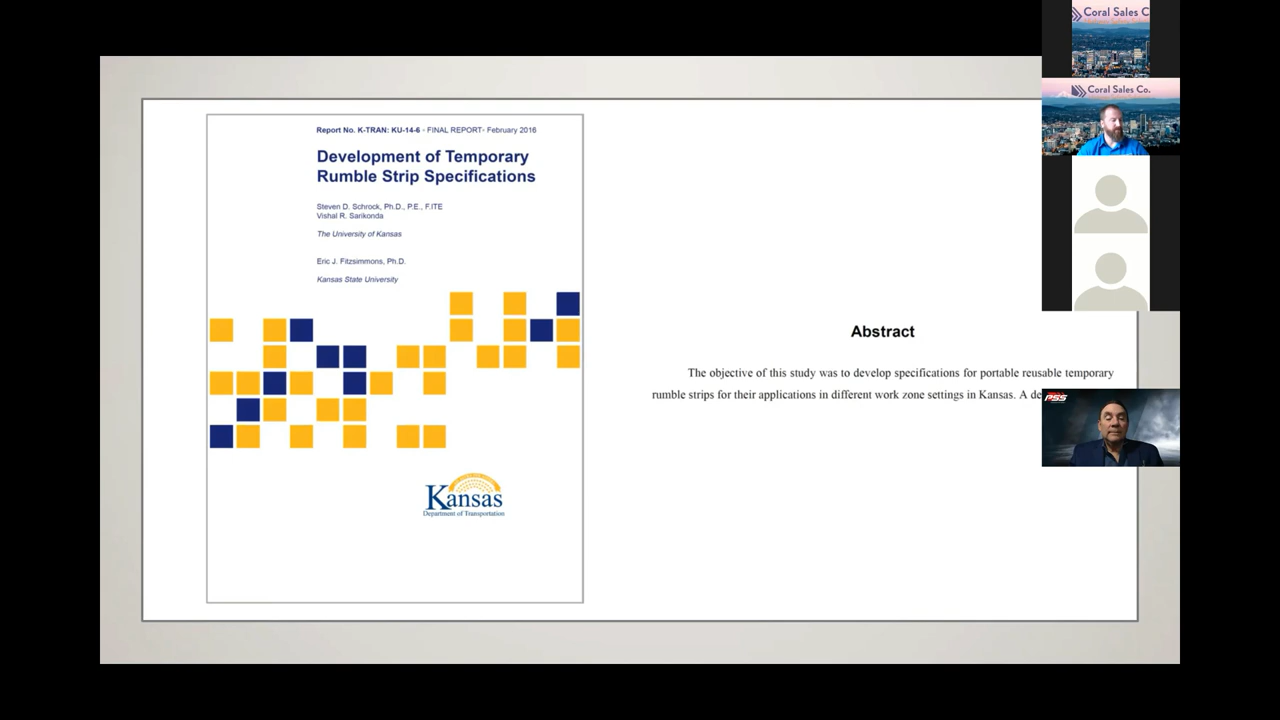 Report No. K-TRAN: KU-14-6 - FINAL REPORT- February 2016
Development of Temporary
Rumble Strip Specifications
Steven D. Schrock, Ph.D., P.E., F.ITE
Vishal R. Sarikonda
The University of Kansas
Eric J. Fitzsimmons, Ph.D.
Kansas State University
Kansas
Department of Transportation
Abstract
The objective of this study was to develop specifications for portable reusable temporary
rumble strips for their applications in different work zone settings in Kansas. A de
Coral Sales C
Coral Sales Co.
PSS